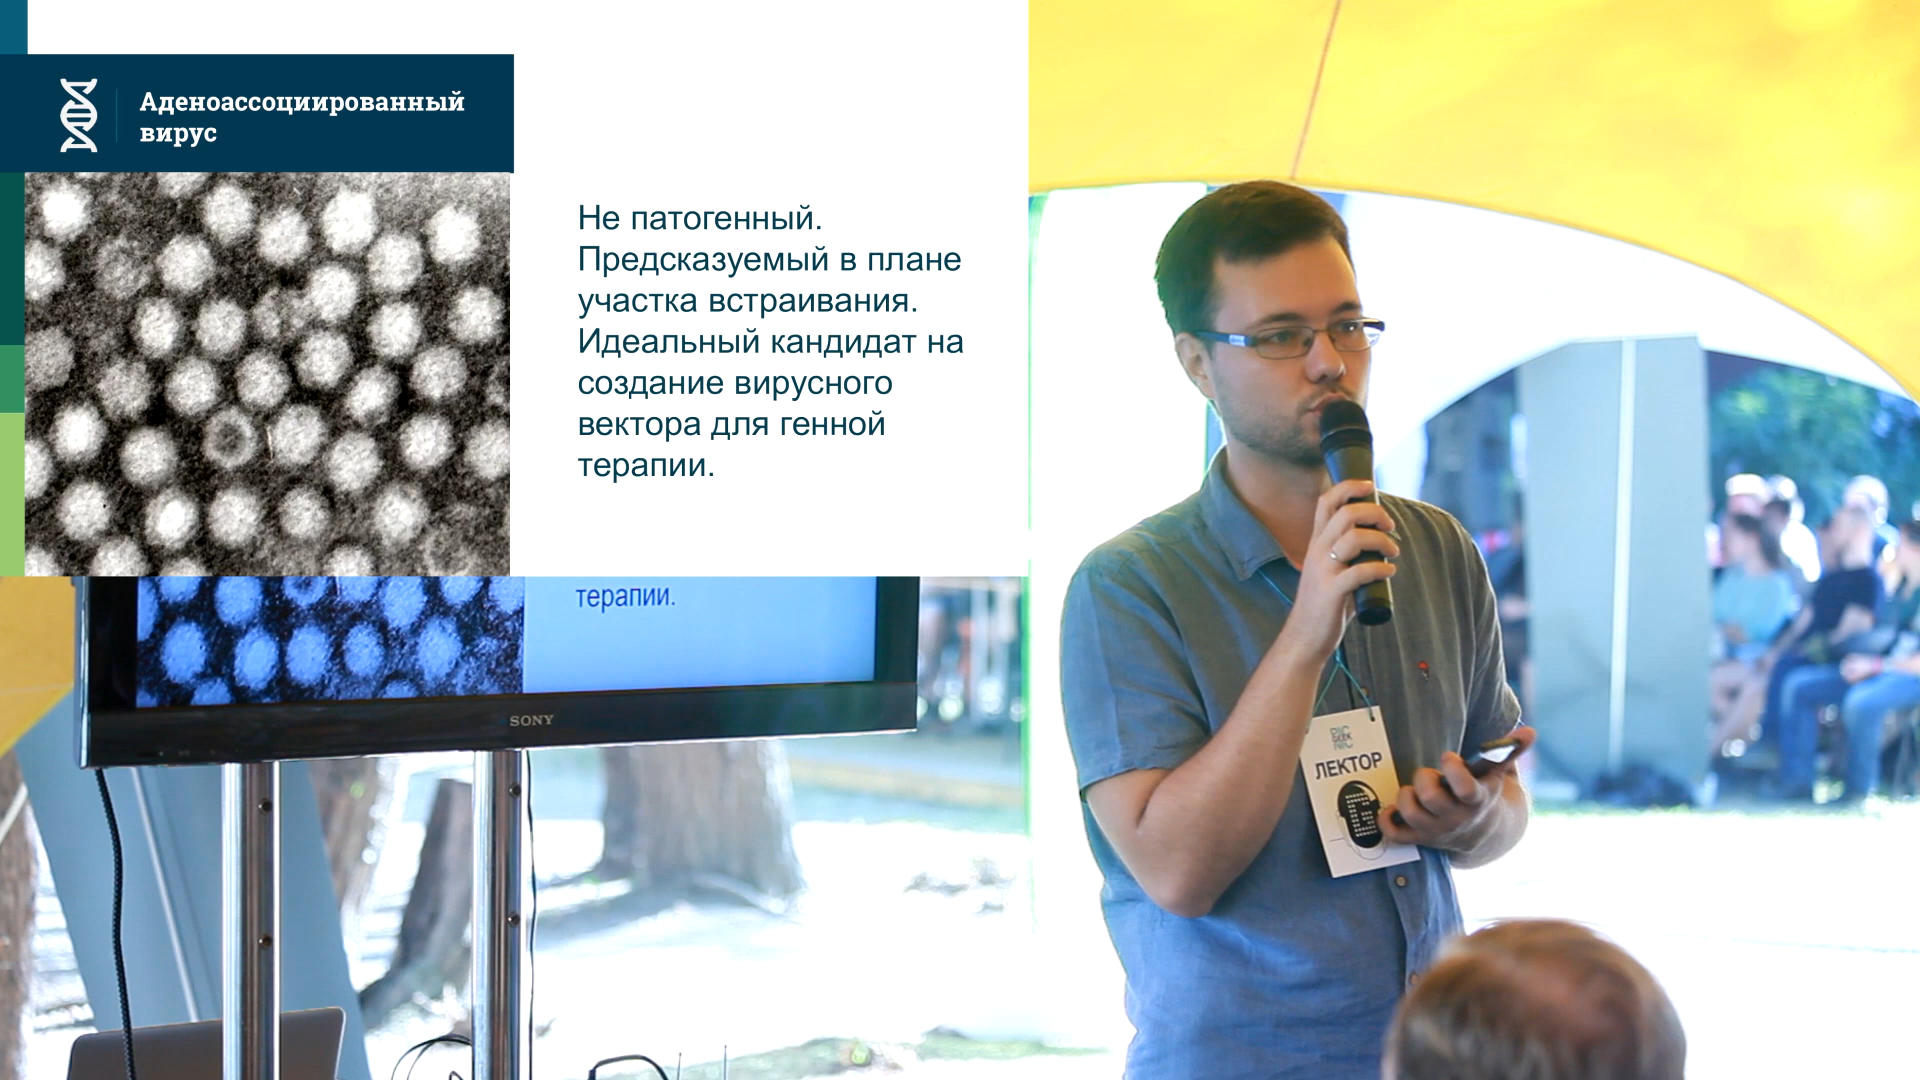 Аденоассоциированный
вирус
Не патогенный.
Предсказуемый в плане
участка встраивания.
Идеальный кандидат на
создание вирусного
вектора для генной
терапии.
терапии.
SONY
GEEK
ЛЕКТОР